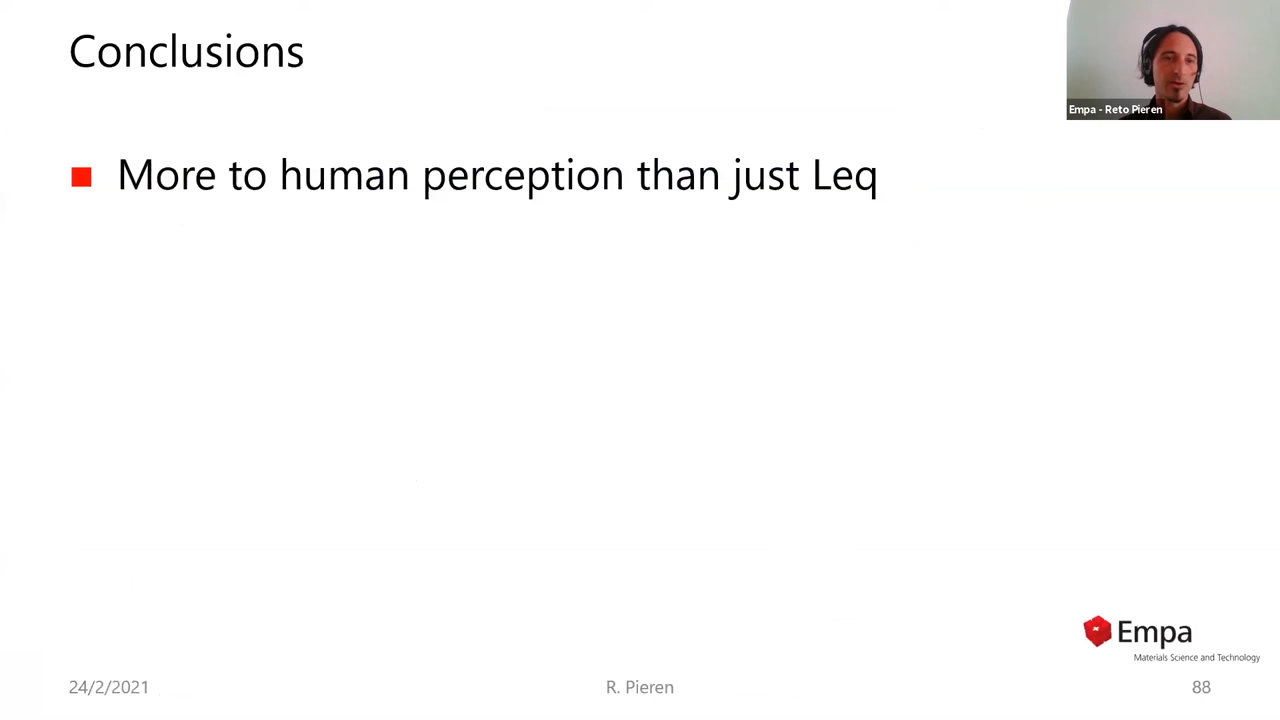 Conclusions
Empa - Reto Pieren
More to human perception than just Leq
Empa
Materials Science and Technology
24/2/2021
R. Pieren
88